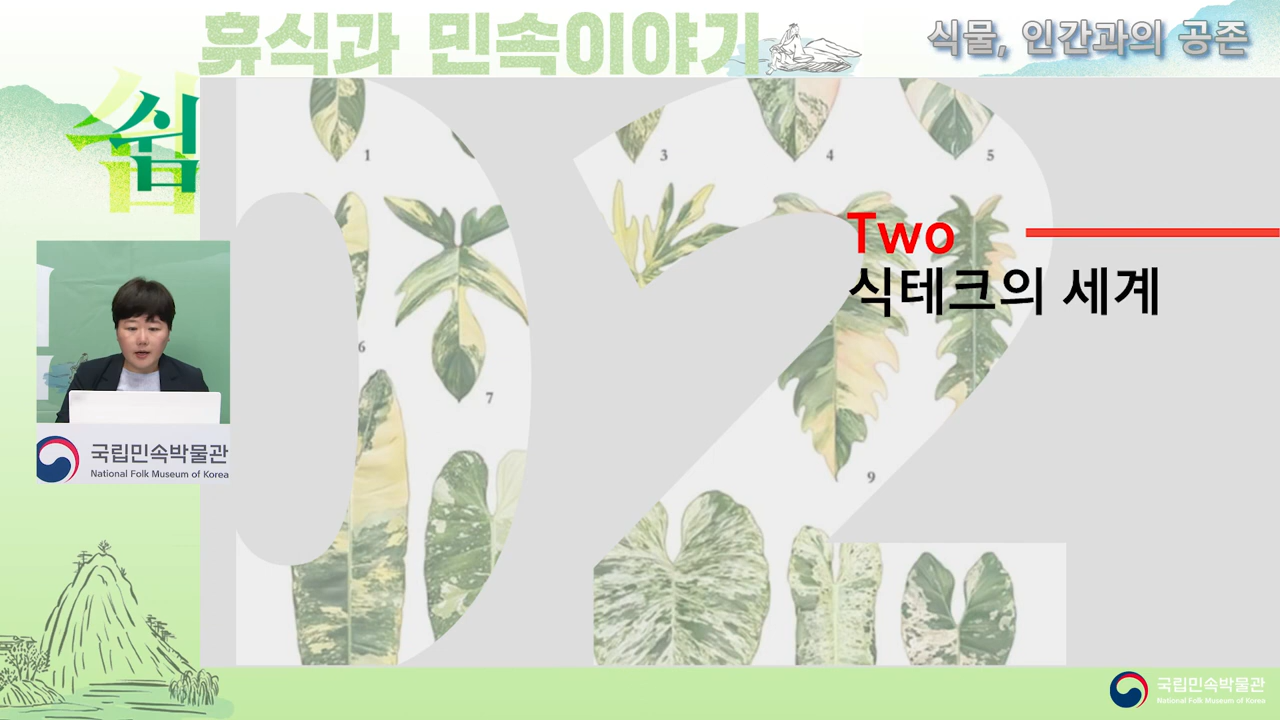 휴식과 민속이야기
식물, 인간과의 공존
쉼
02
1
3
4
5
Two
식테크의 세계
6
7
9
국립민속박물관
National Folk Museum of Korea
국립민속박물관
National Folk Museum of Korea